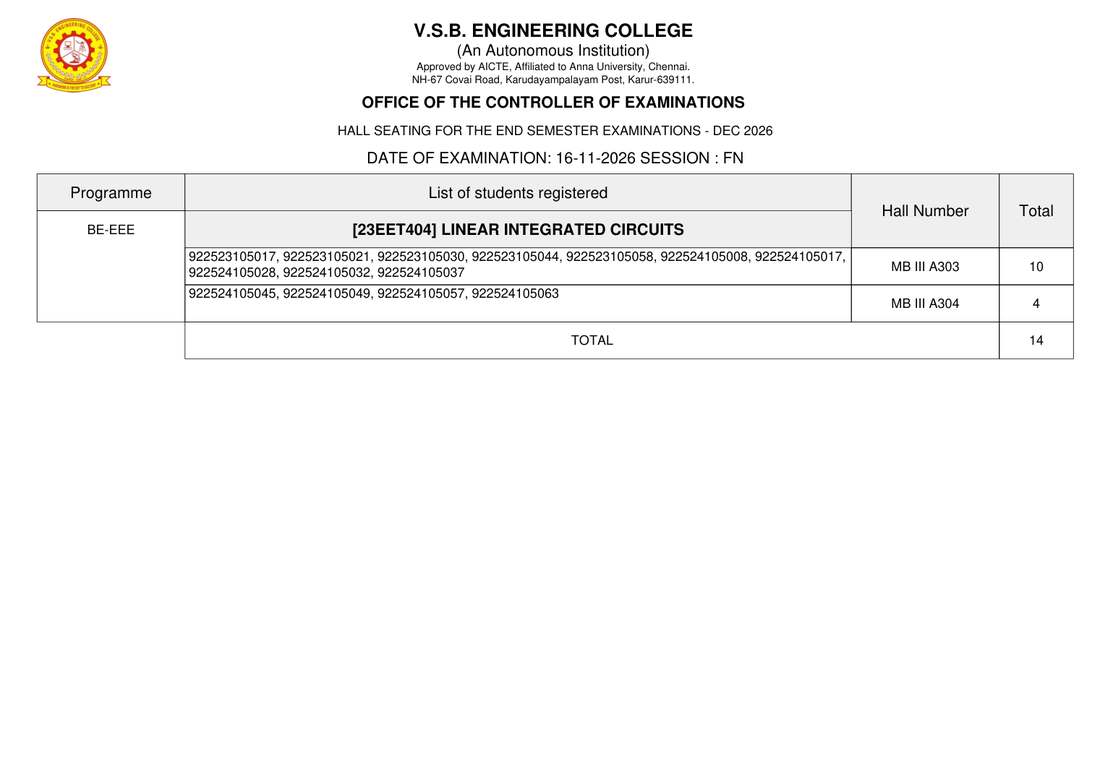 V.S.B. ENGINEERING COLLEGE
(An Autonomous Institution)
Approved by AICTE, Affiliated to Anna University, Chennai.
NH-67 Covai Road, Karudayampalayam Post, Karur-639111.
OFFICE OF THE CONTROLLER OF EXAMINATIONS
HALL SEATING FOR THE END SEMESTER EXAMINATIONS - DEC 2026
DATE OF EXAMINATION: 16-11-2026 SESSION : FN
Programme List of students registered Hall Number Total
BE-EEE [23EET404] LINEAR INTEGRATED CIRCUITS
922523105017, 922523105021, 922523105030, 922523105044, 922523105058, 922524105008, 922524105017,
922524105028, 922524105032, 922524105037 MB III A303 10
922524105045, 922524105049, 922524105057, 922524105063 MB III A304 4
TOTAL 14